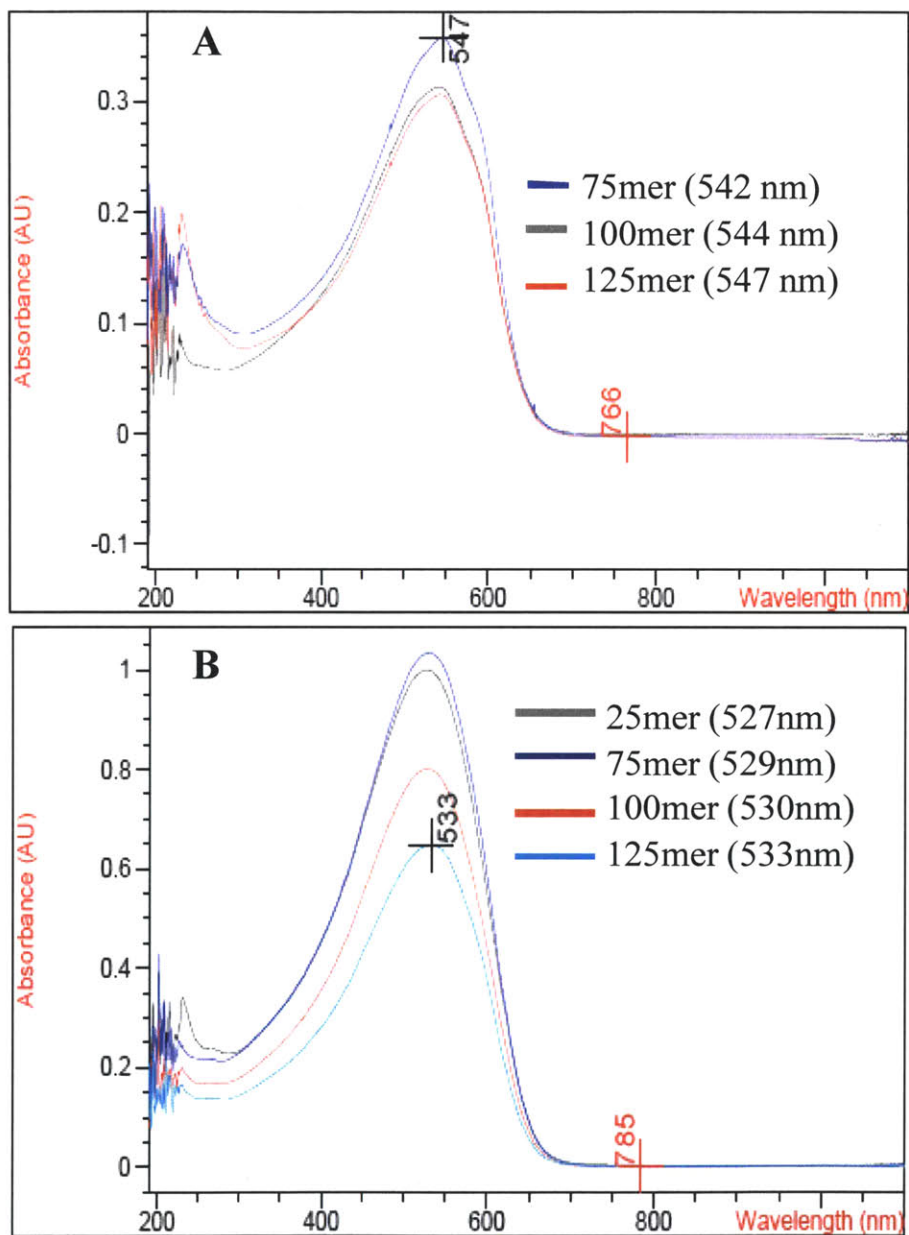 A
547
0.3
0.2
0.1
0
-0.1
Absorbance (AU)
75mer (542 nm)
100mer (544 nm)
125mer (547 nm)
766
200 400 600 800 Wavelength (nm)
B
533
1
0.8
0.6
0.4
0.2
0
Absorbance (AU)
25mer (527nm)
75mer (529nm)
100mer (530nm)
125mer (533nm)
785
200 400 600 800 Wavelength (nm)